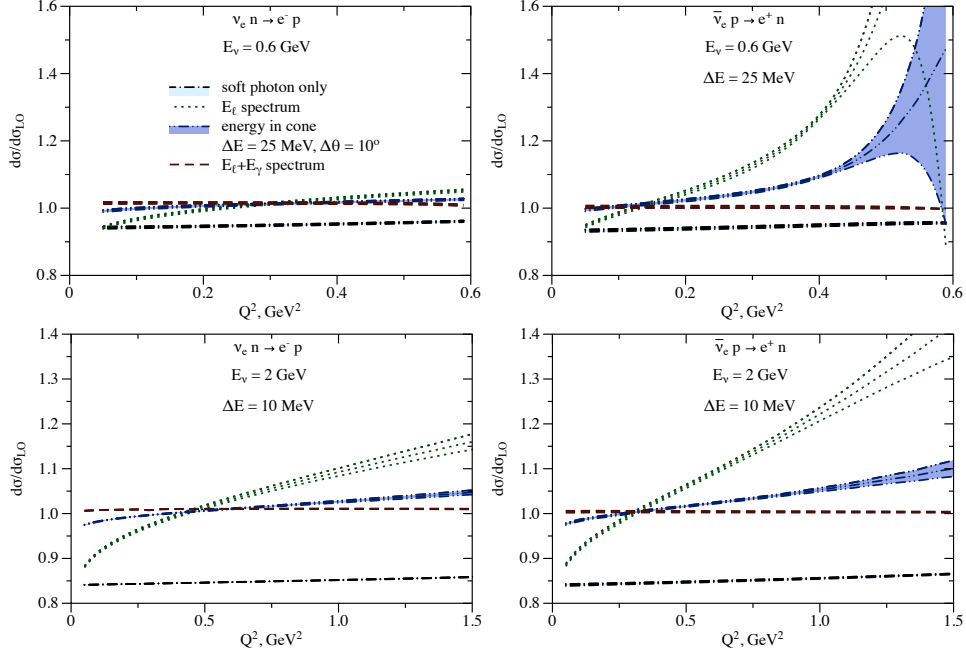 1.6
1.4
1.2
1.0
0.8
dσ/dσLO
νe n → e- p
Eν = 0.6 GeV
soft photon only
Eℓ spectrum
energy in cone
ΔE = 25 MeV, Δθ = 10°
Eℓ+Eγ spectrum
0 0.2 0.4 0.6
Q2, GeV2
1.6
1.4
1.2
1.0
0.8
dσ/dσLO
ν̅e p → e+ n
Eν = 0.6 GeV
ΔE = 25 MeV
0 0.2 0.4 0.6
Q2, GeV2
1.4
1.3
1.2
1.1
1.0
0.9
0.8
dσ/dσLO
νe n → e- p
Eν = 2 GeV
ΔE = 10 MeV
0 0.5 1.0 1.5
Q2, GeV2
1.4
1.3
1.2
1.1
1.0
0.9
0.8
dσ/dσLO
ν̅e p → e+ n
Eν = 2 GeV
ΔE = 10 MeV
0 0.5 1.0 1.5
Q2, GeV2